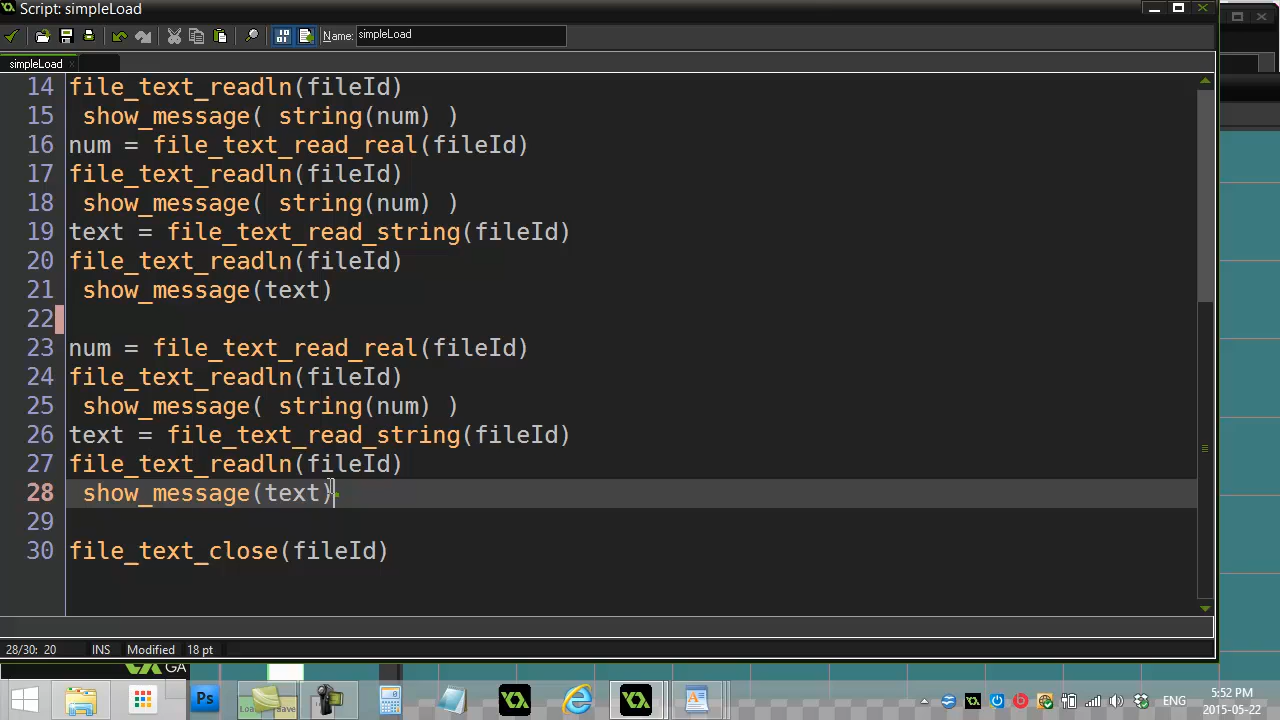 Script: simpleLoad
Name: simpleLoad
simpleLoad
14 file_text_readln(fileId)
15 show_message( string(num) )
16 num = file_text_read_real(fileId)
17 file_text_readln(fileId)
18 show_message( string(num) )
19 text = file_text_read_string(fileId)
20 file_text_readln(fileId)
21 show_message(text)
22
23 num = file_text_read_real(fileId)
24 file_text_readln(fileId)
25 show_message( string(num) )
26 text = file_text_read_string(fileId)
27 file_text_readln(fileId)
28 show_message(text)
29
30 file_text_close(fileId)
28/30: 20 INS Modified 18 pt
GA
Ps
ENG
5:52 PM
2015-05-22